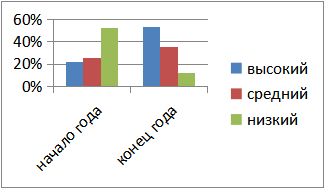 60%
40%
20%
0%
начало года
конец года
высокий
средний
низкий